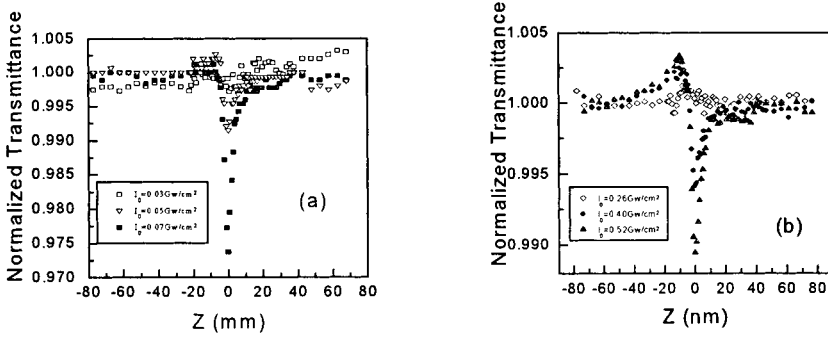 Normalized Transmittance
1.005
1.000
0.995
0.990
0.985
0.980
0.975
0.970
I0=0.03Gw/cm²
I0=0.05Gw/cm²
I0=0.07Gw/cm²
(a)
-80 -60 -40 -20 0 20 40 60 80
Z (mm)
Normalized Transmittance
1.005
1.000
0.995
0.990
I0=0.26Gw/cm²
I0=0.40Gw/cm²
I0=0.52Gw/cm²
(b)
-80 -60 -40 -20 0 20 40 60 80
Z (nm)